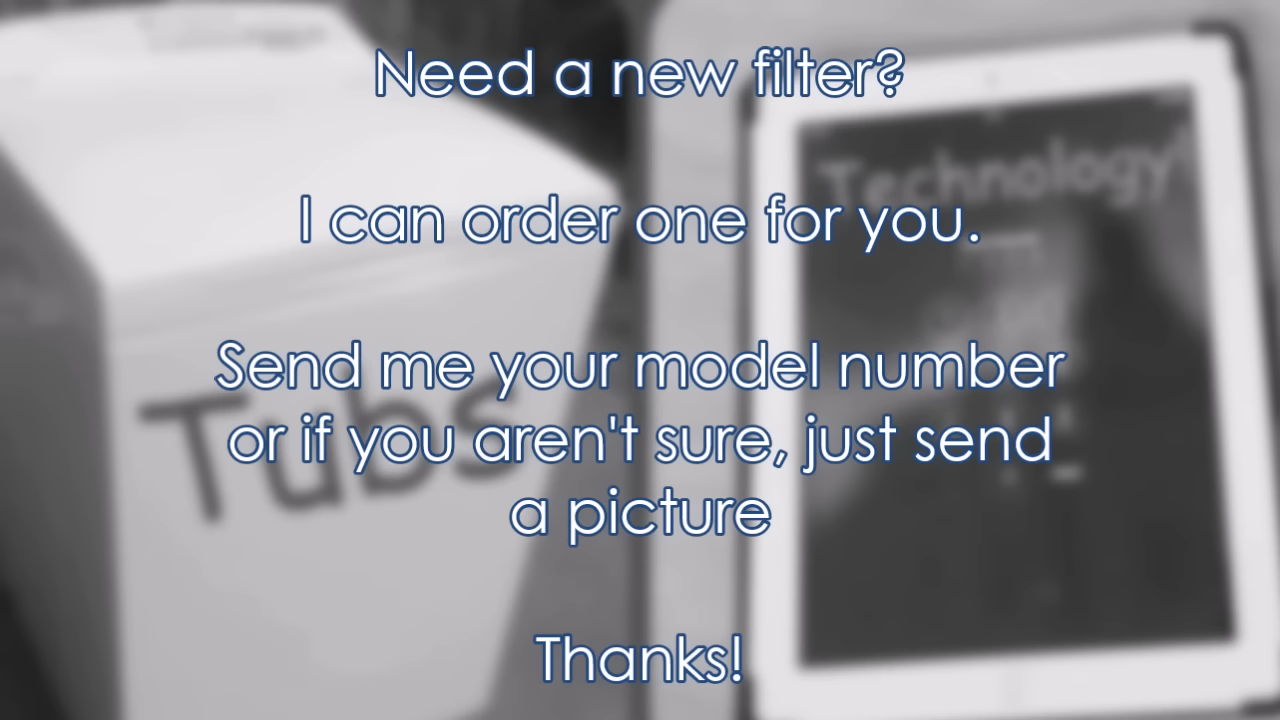 Need a new filter?
I can order one for you.
Send me your model number
or if you aren't sure, just send
a picture
Thanks!
Tubs
Technology